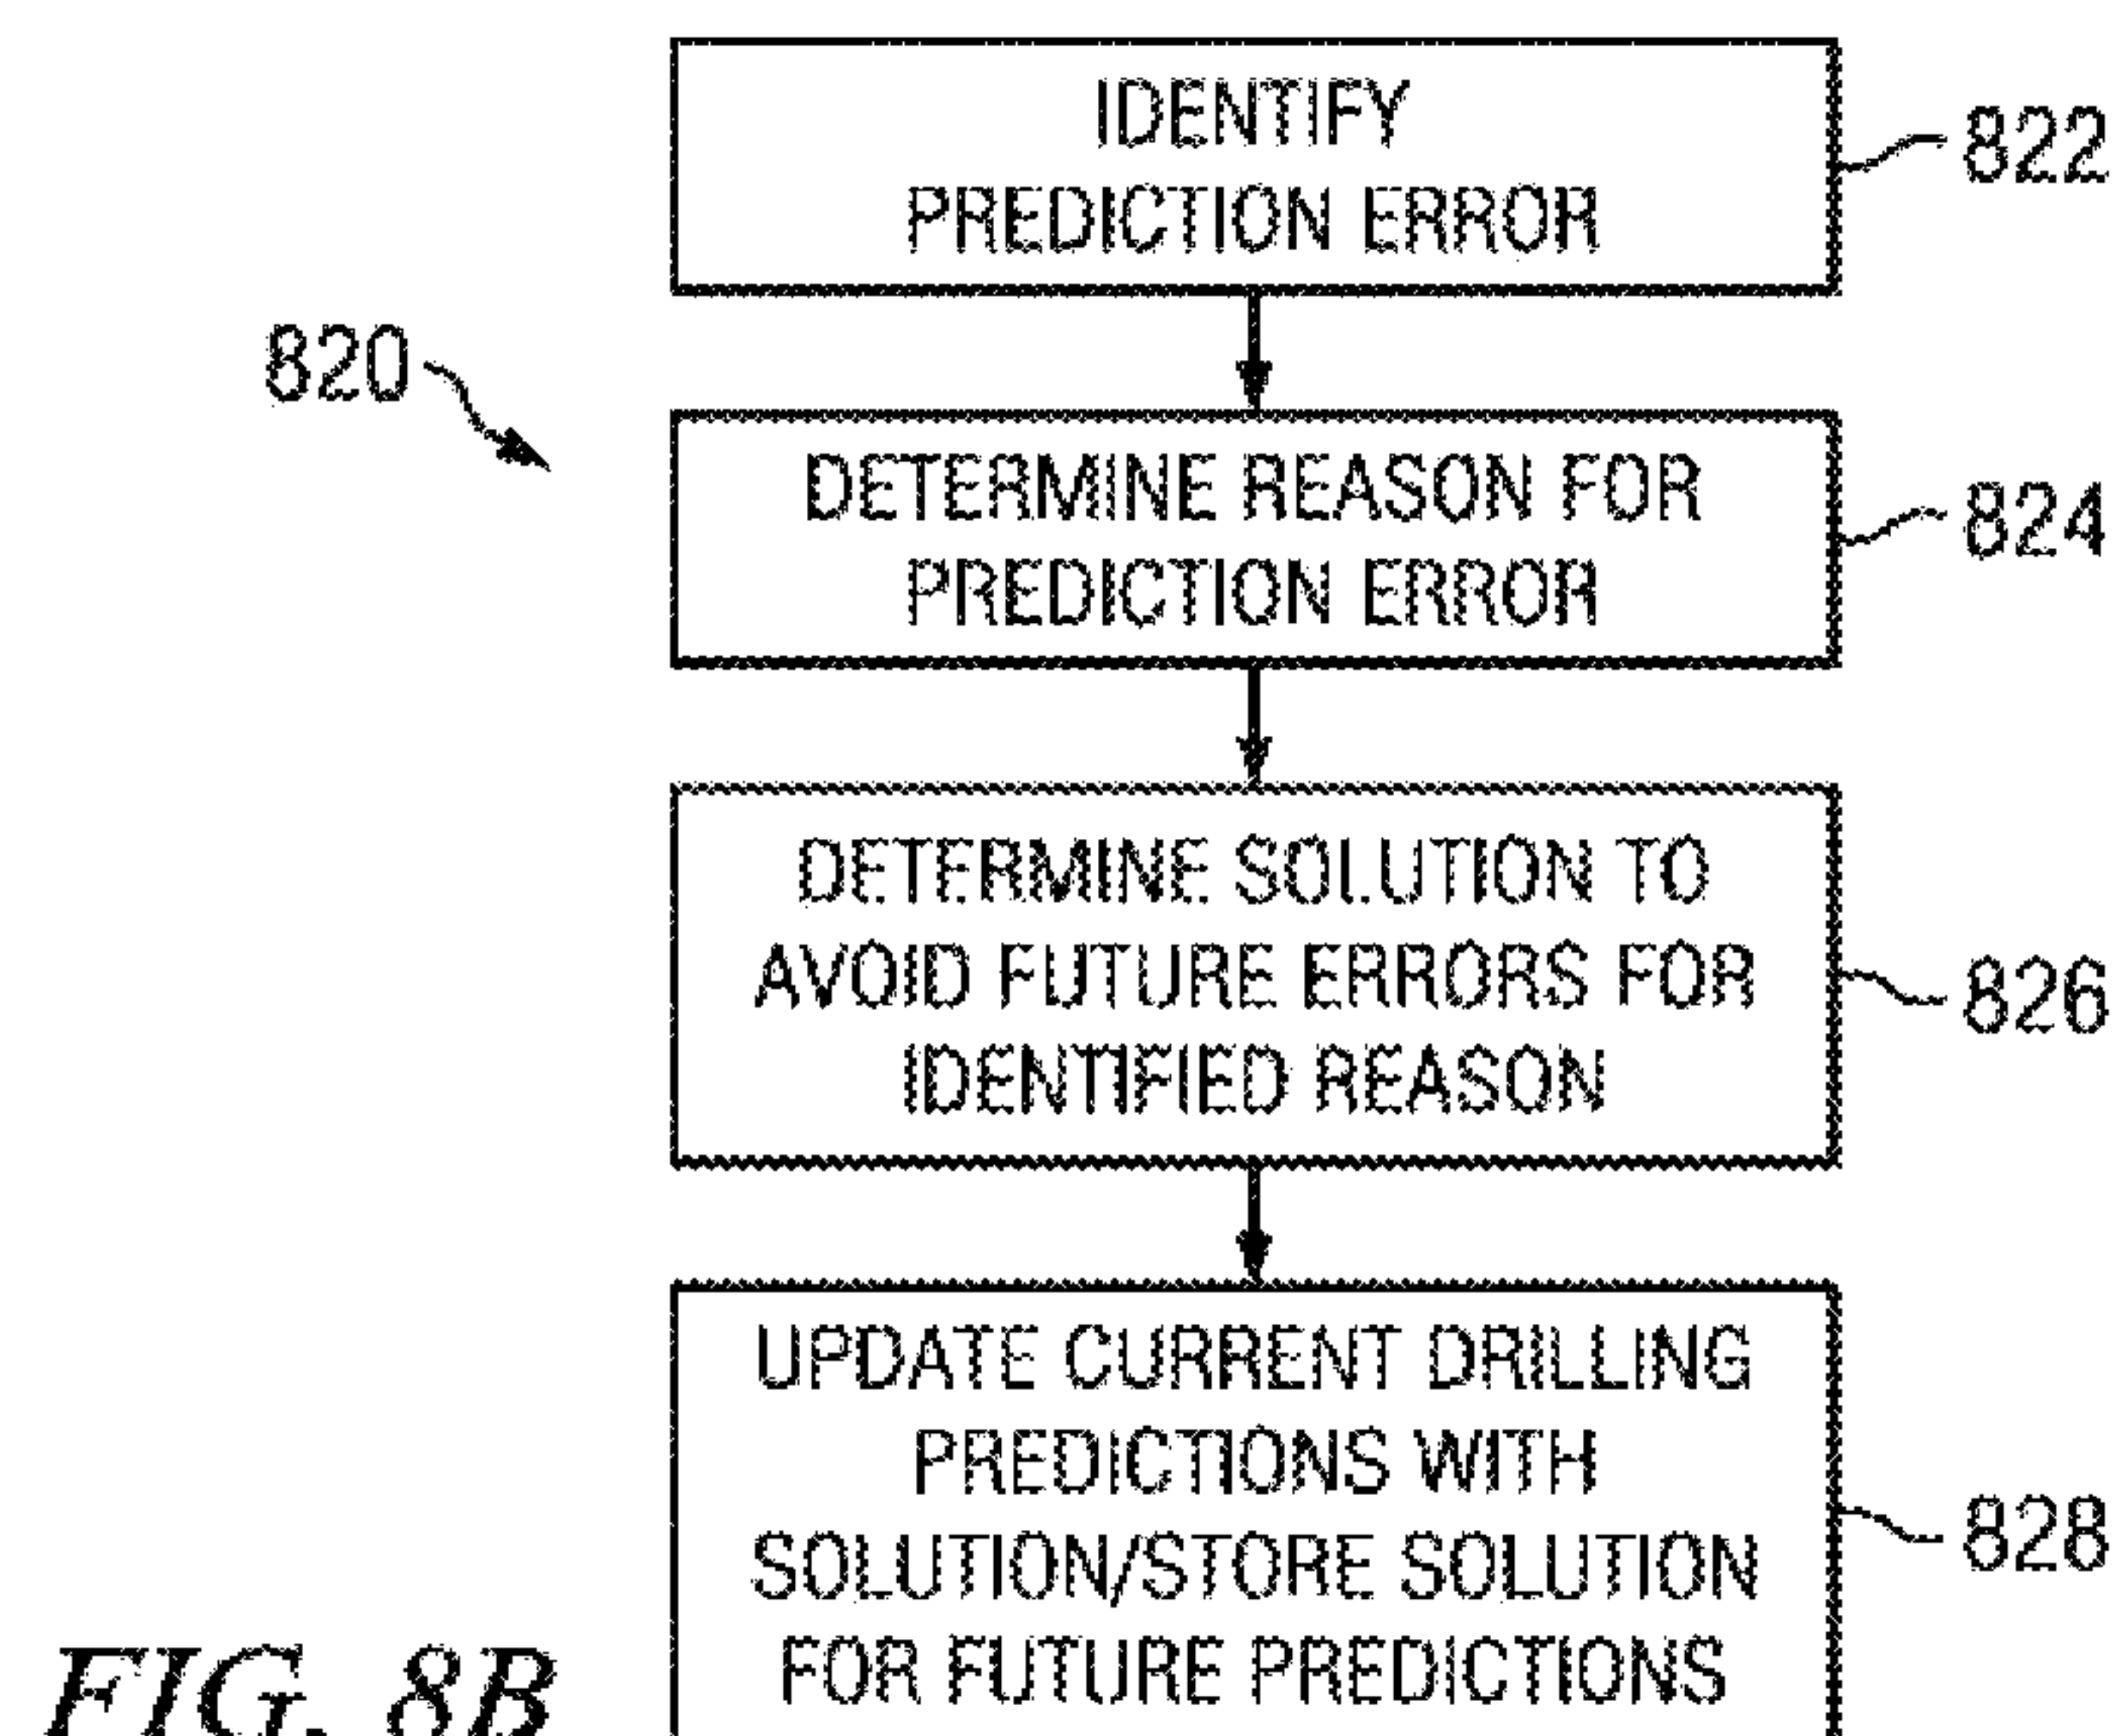 IDENTIFY
PREDICTION ERROR
822
820
DETERMINE REASON FOR
PREDICTION ERROR
824
DETERMINE SOLUTION TO
AVOID FUTURE ERRORS FOR
IDENTIFIED REASON
826
UPDATE CURRENT DRILLING
PREDICTIONS WITH
SOLUTION/STORE SOLUTION
FOR FUTURE PREDICTIONS
828
FIG. 8B